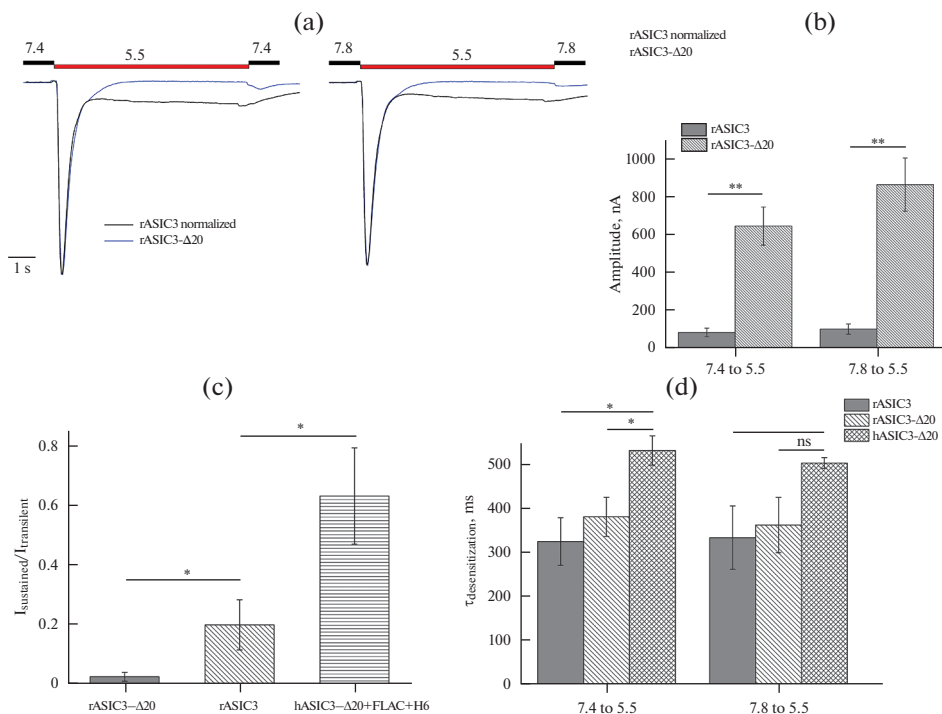 (a)
7.4
5.5
7.4
7.8
5.5
7.8
rASIC3 normalized
rASIC3-Δ20
1 s
(b)
rASIC3 normalized
rASIC3-Δ20
rASIC3
rASIC3-Δ20
Amplitude, nA
1000
800
600
400
200
0
**
**
7.4 to 5.5
7.8 to 5.5
(c)
Isustained/Itransilent
0.8
0.6
0.4
0.2
0
*
*
rASIC3–Δ20
rASIC3
hASIC3–Δ20+FLAC+H6
(d)
rASIC3
rASIC3-Δ20
hASIC3-Δ20
τdesensitization, ms
500
400
300
200
100
0
*
*
ns
7.4 to 5.5
7.8 to 5.5